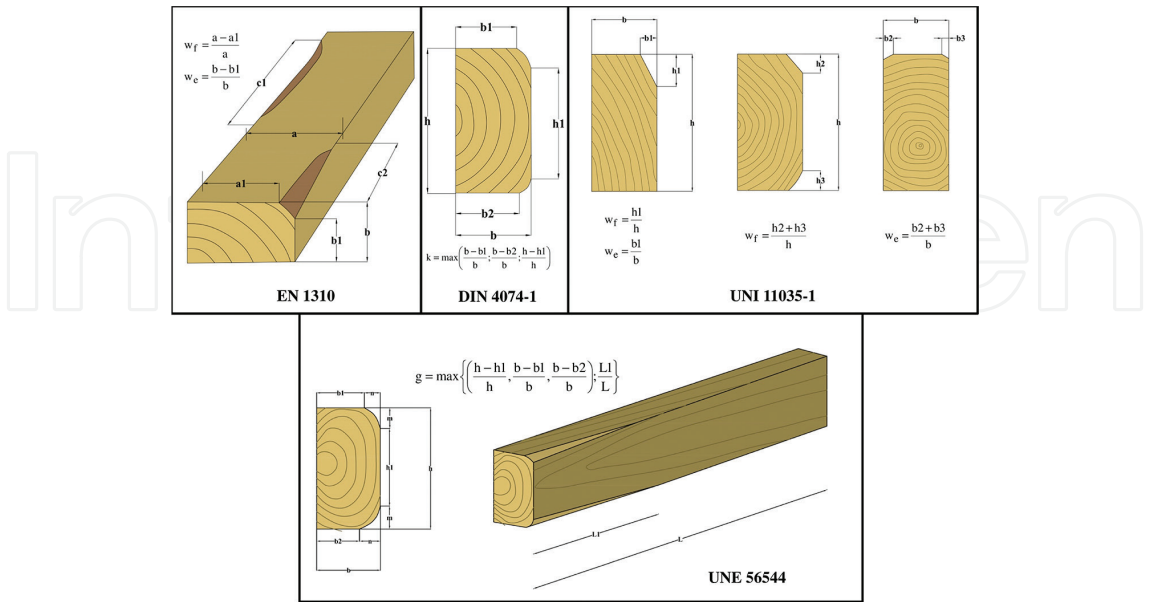 w_f = (a−a1)/a
w_e = (b−b1)/b
c1
a
a1
c2
b1
b
EN 1310
b1
h
h1
b2
b
k = max((b−b1)/b ; (b−b2)/b ; (h−h1)/h)
DIN 4074-1
b
b1
h1
h
w_f = h1/h
w_e = b1/b
h2
h
h3
w_f = (h2+h3)/h
b
b2
b3
w_e = (b2+b3)/b
UNI 11035-1
g = max{((h−h1)/h, (b−b1)/b, (b−b2)/b); L1/L}
b1
n
m
h1
h
m
b2
n
b
L1
L
UNE 56544
InTechOpen